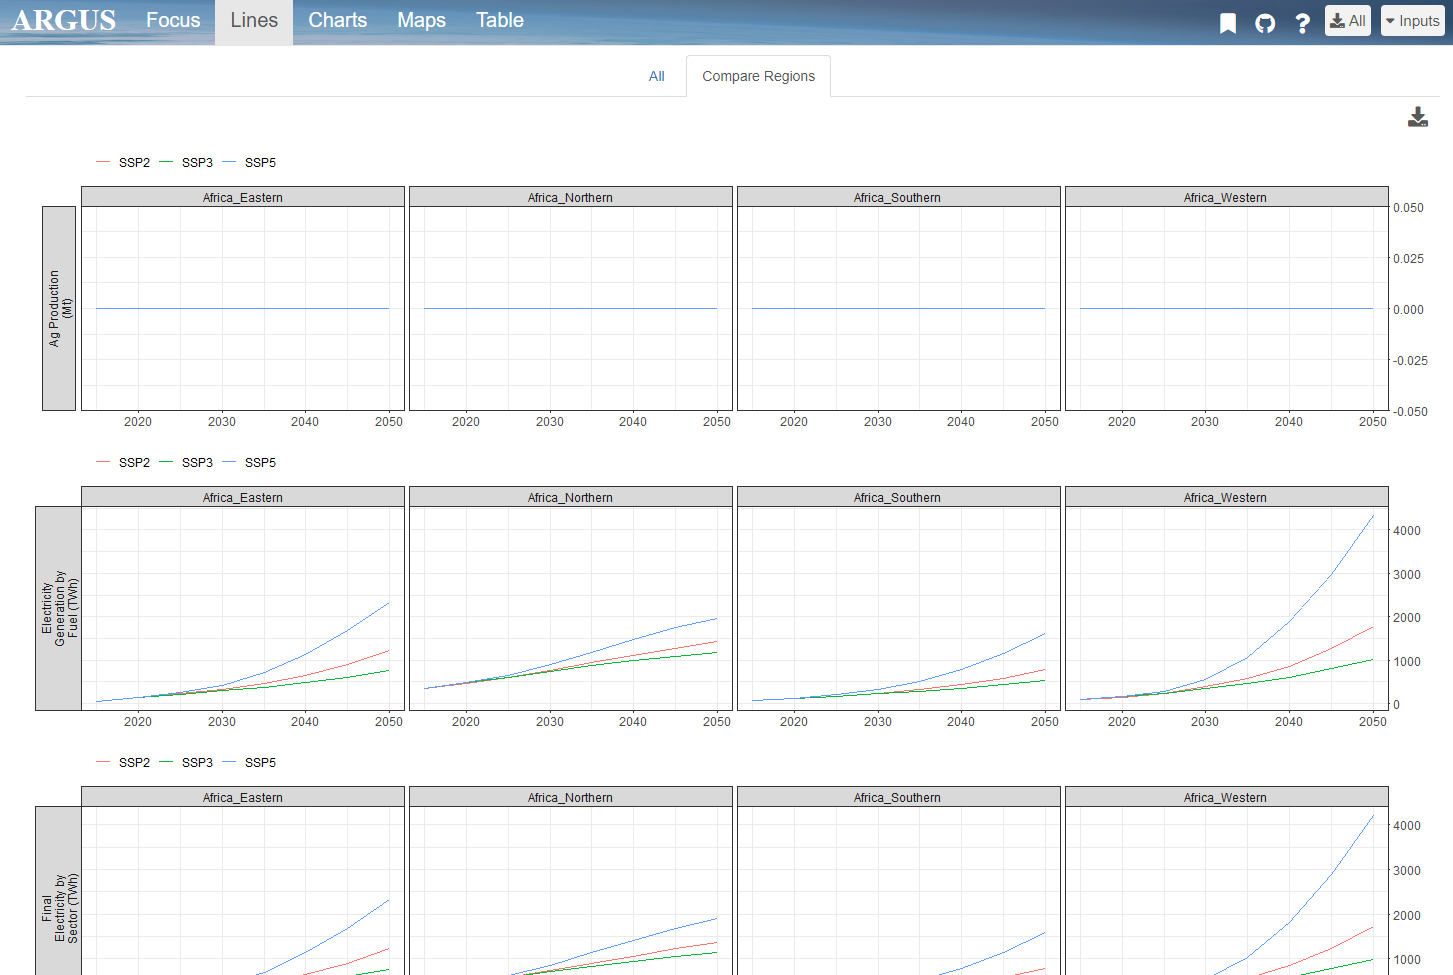 ARGUS Focus Lines Charts Maps Table ? All Inputs
All Compare Regions
SSP2 SSP3 SSP5
Africa_Eastern Africa_Northern Africa_Southern Africa_Western
Ag Production
(Mt)
0.050
0.025
0.000
-0.025
-0.050
2020 2030 2040 2050 2020 2030 2040 2050 2020 2030 2040 2050 2020 2030 2040 2050
SSP2 SSP3 SSP5
Africa_Eastern Africa_Northern Africa_Southern Africa_Western
Electricity
Generation by
Fuel (TWh)
4000
3000
2000
1000
0
2020 2030 2040 2050 2020 2030 2040 2050 2020 2030 2040 2050 2020 2030 2040 2050
SSP2 SSP3 SSP5
Africa_Eastern Africa_Northern Africa_Southern Africa_Western
Final
Electricity by
Sector (TWh)
4000
3000
2000
1000